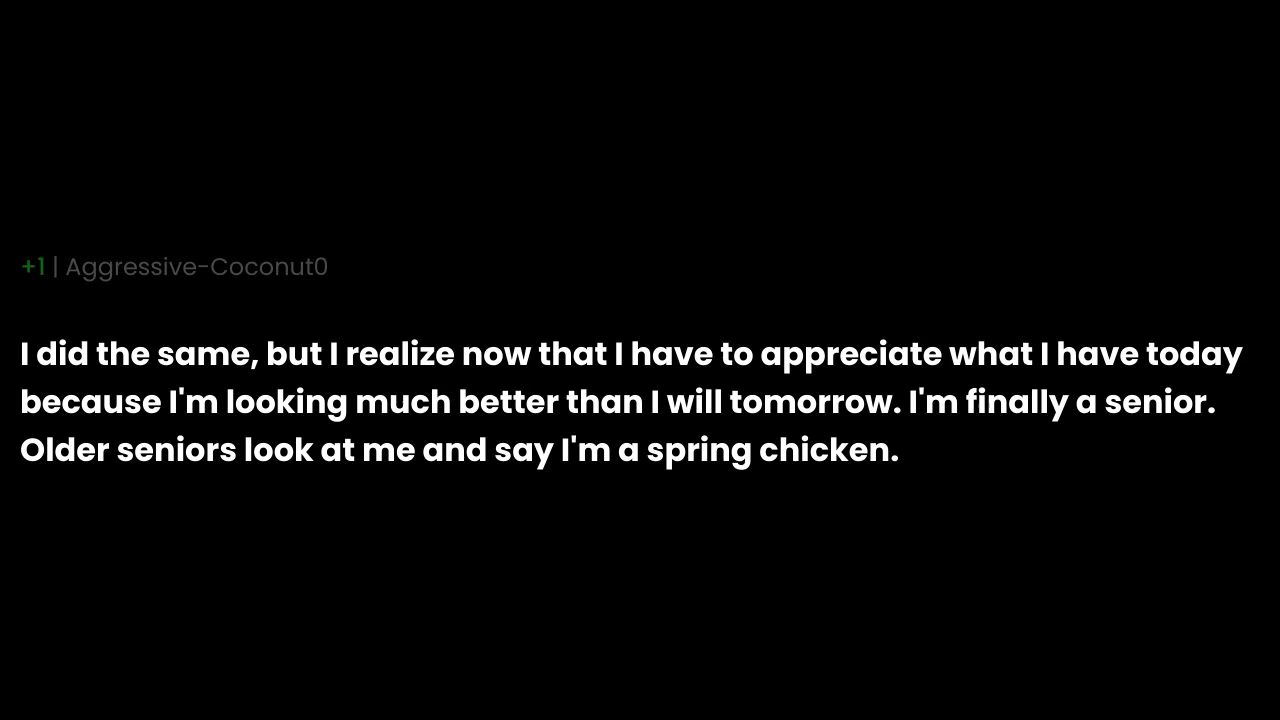 +1 | Aggressive-Coconut0
I did the same, but I realize now that I have to appreciate what I have today
because I'm looking much better than I will tomorrow. I'm finally a senior.
Older seniors look at me and say I'm a spring chicken.